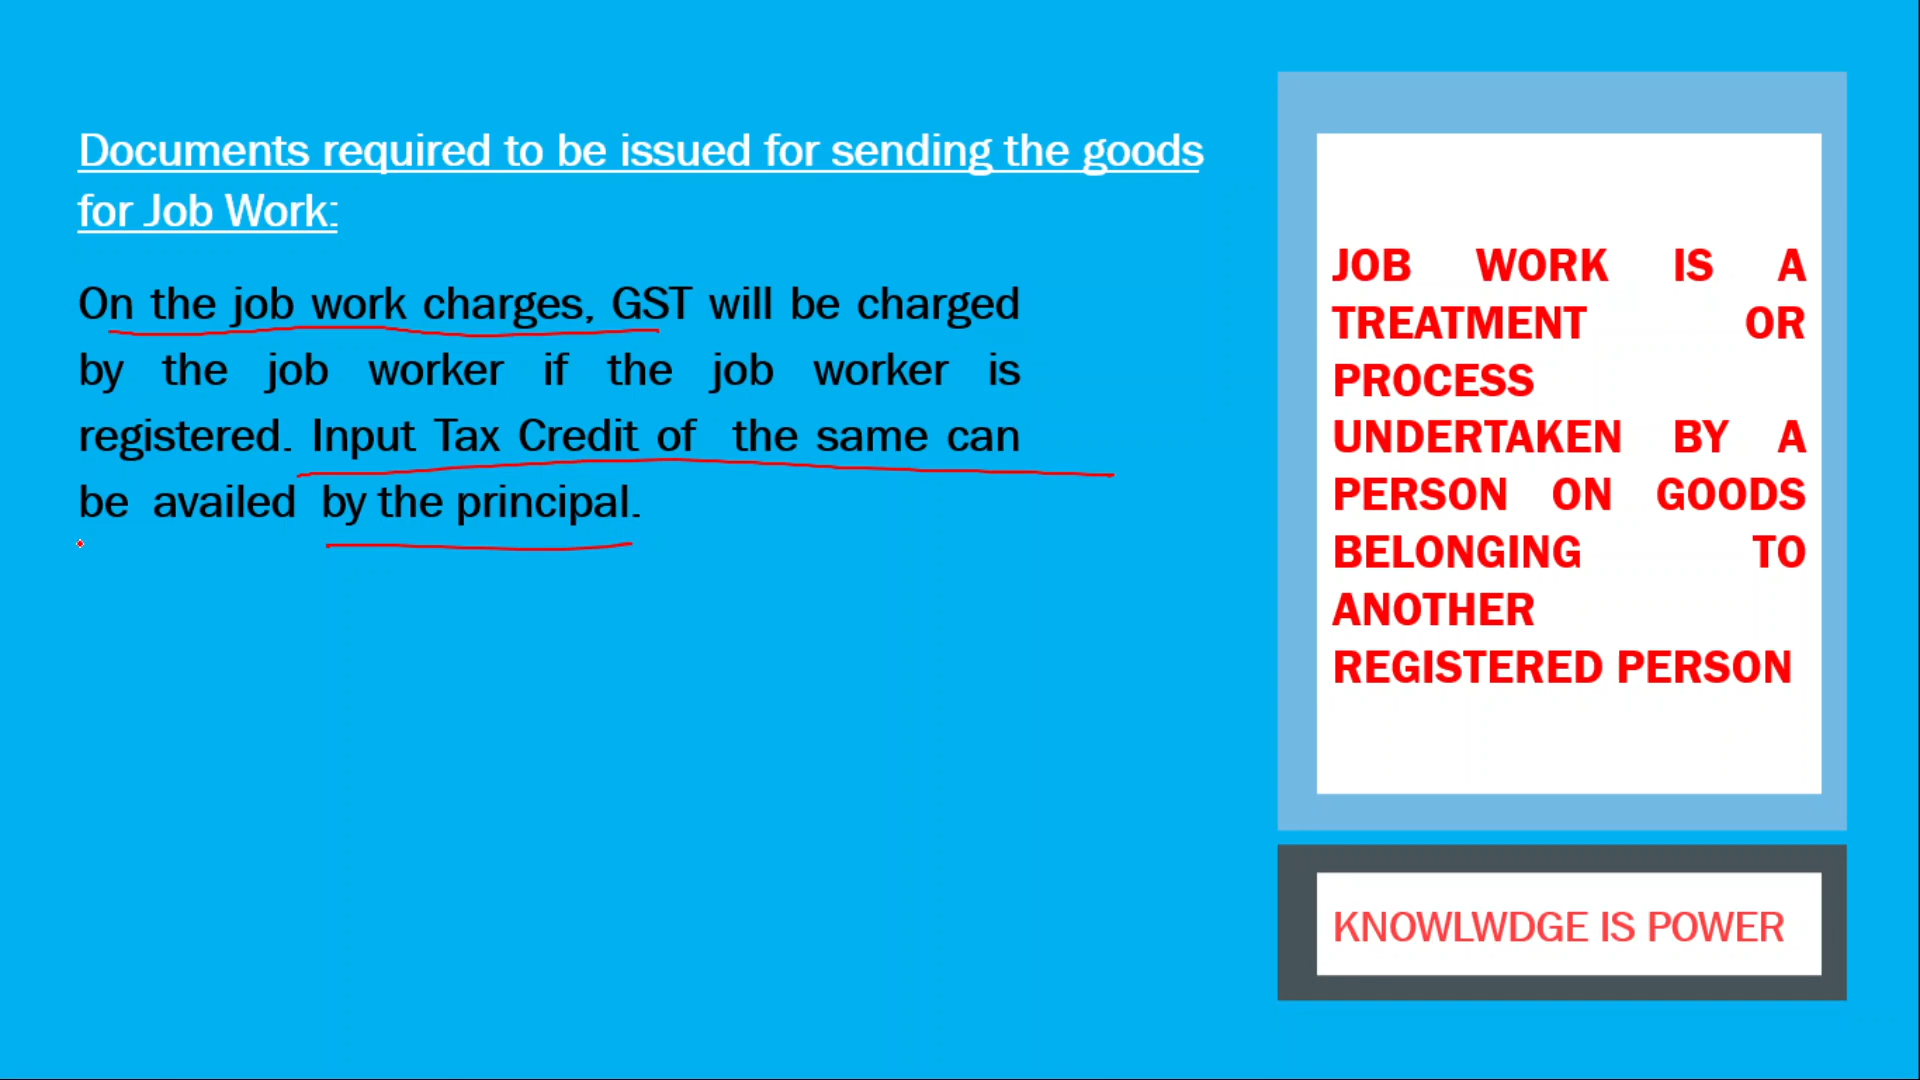 Documents required to be issued for sending the goods
for Job Work:
On the job work charges, GST will be charged
by the job worker if the job worker is
registered. Input Tax Credit of the same can
be availed by the principal.
JOB WORK IS A
TREATMENT OR
PROCESS
UNDERTAKEN BY A
PERSON ON GOODS
BELONGING TO
ANOTHER
REGISTERED PERSON
KNOWLWDGE IS POWER